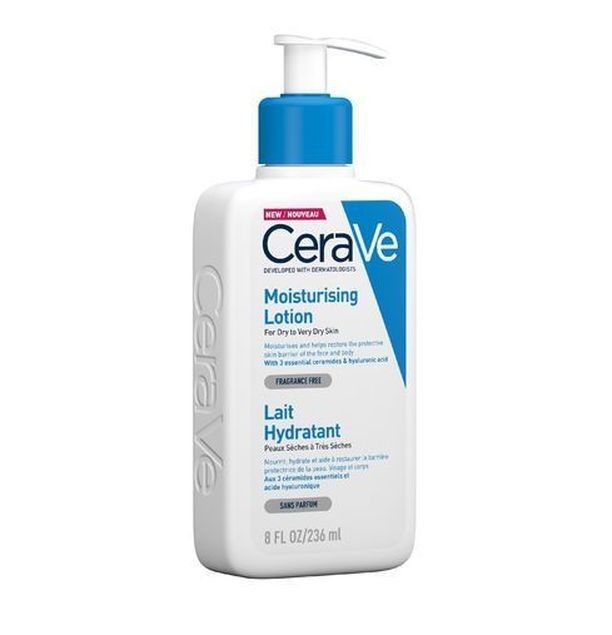 NEW / NOUVEAU
CeraVe
DEVELOPED WITH DERMATOLOGISTS
Moisturising
Lotion
For Dry to Very Dry Skin
Moisturises and helps restore the protective
skin barrier of the face and body
With 3 essential ceramides & hyaluronic acid
FRAGRANCE FREE
Lait
Hydratant
Peaux Sèches à Très Sèches
Nourrit, hydrate et aide à restaurer la barrière
protectrice de la peau. Visage et corps
Aux 3 céramides essentiels et
acide hyaluronique
SANS PARFUM
8 FL OZ/236 ml
CeraVe